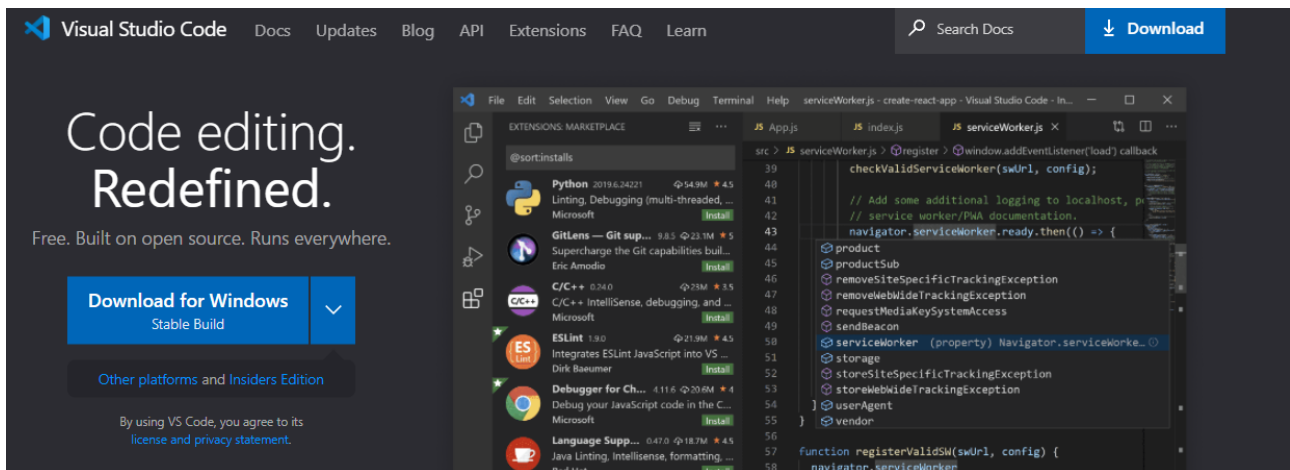 Visual Studio Code Docs Updates Blog API Extensions FAQ Learn Search Docs Download
Code editing.
Redefined.
Free. Built on open source. Runs everywhere.
Download for Windows
Stable Build
Other platforms and Insiders Edition
By using VS Code, you agree to its
license and privacy statement.
File Edit Selection View Go Debug Terminal Help serviceWorker.js - create-react-app - Visual Studio Code - In...
EXTENSIONS: MARKETPLACE
@sort:installs
Python 2019.6.24221 54.9M 4.5
Linting, Debugging (multi-threaded, ...
Microsoft Install
GitLens — Git sup... 9.8.5 23.1M 5
Supercharge the Git capabilities buil...
Eric Amodio Install
C/C++ 0.24.0 23M 3.5
C/C++ IntelliSense, debugging, and ...
Microsoft Install
ESLint 1.9.0 21.9M 4.5
Integrates ESLint JavaScript into VS ...
Dirk Baeumer Install
Debugger for Ch... 4.11.6 20.6M 4
Debug your JavaScript code in the C...
Microsoft Install
Language Supp... 0.47.0 18.7M 4.5
Java Linting, Intellisense, formatting, ...
JS App.js JS index.js JS serviceWorker.js
src > JS serviceWorker.js > register > window.addEventListener('load') callback
39 checkValidServiceWorker(swUrl, config);
40
41 // Add some additional logging to localhost, p
42 // service worker/PWA documentation.
43 navigator.serviceWorker.ready.then(() => {
44 product
45 productSub
46 removeSiteSpecificTrackingException
47 removeWebWideTrackingException
48 requestMediaKeySystemAccess
49 sendBeacon
50 serviceWorker (property) Navigator.serviceWorke...
51 storage
52 storeSiteSpecificTrackingException
53 storeWebWideTrackingException
54 } userAgent
55 } vendor
56
57 function registerValidSW(swUrl, config) {
58 navigator.serviceWorker